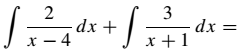 ∫ 2/(x − 4) dx + ∫ 3/(x + 1) dx =